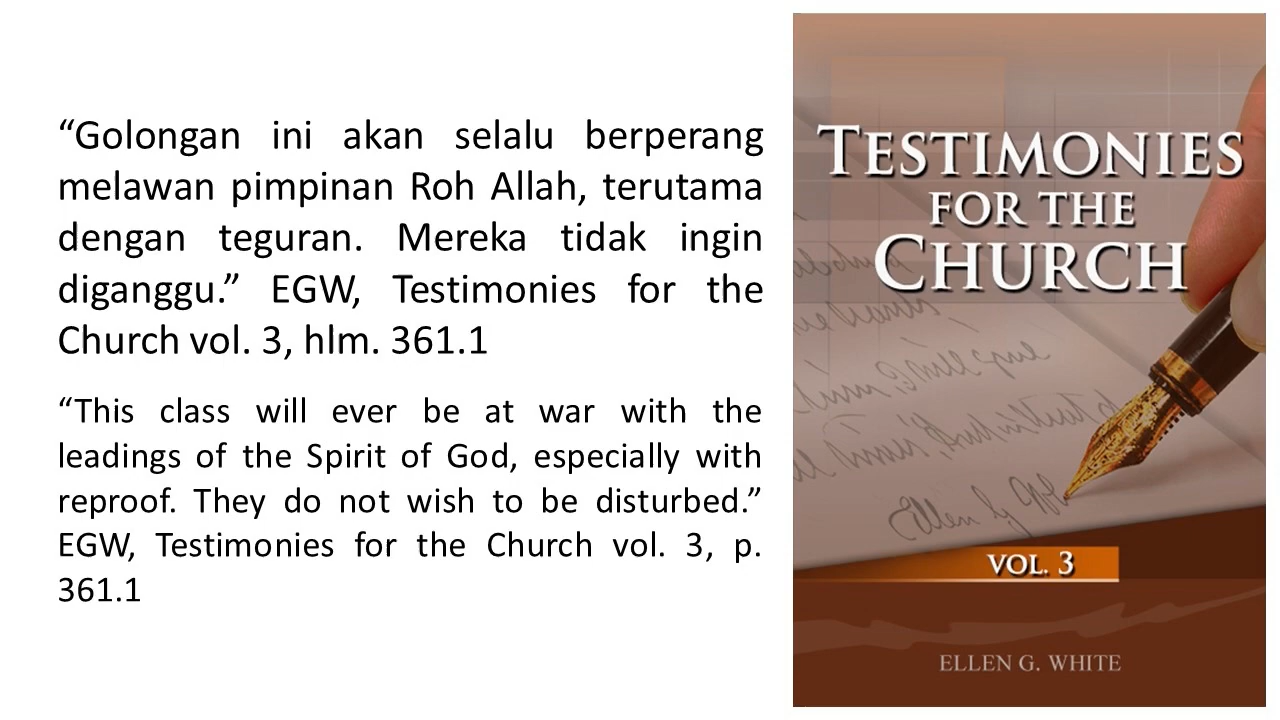 “Golongan ini akan selalu berperang
melawan pimpinan Roh Allah, terutama
dengan teguran. Mereka tidak ingin
diganggu.” EGW, Testimonies for the
Church vol. 3, hlm. 361.1
“This class will ever be at war with the
leadings of the Spirit of God, especially with
reproof. They do not wish to be disturbed.”
EGW, Testimonies for the Church vol. 3, p.
361.1
TESTIMONIES
FOR THE
CHURCH
VOL. 3
ELLEN G. WHITE